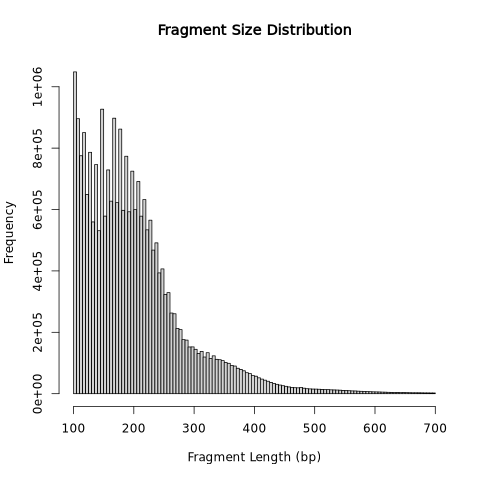 Fragment Size Distribution
1e+06
8e+05
6e+05
4e+05
2e+05
0e+00
Frequency
100 200 300 400 500 600 700
Fragment Length (bp)